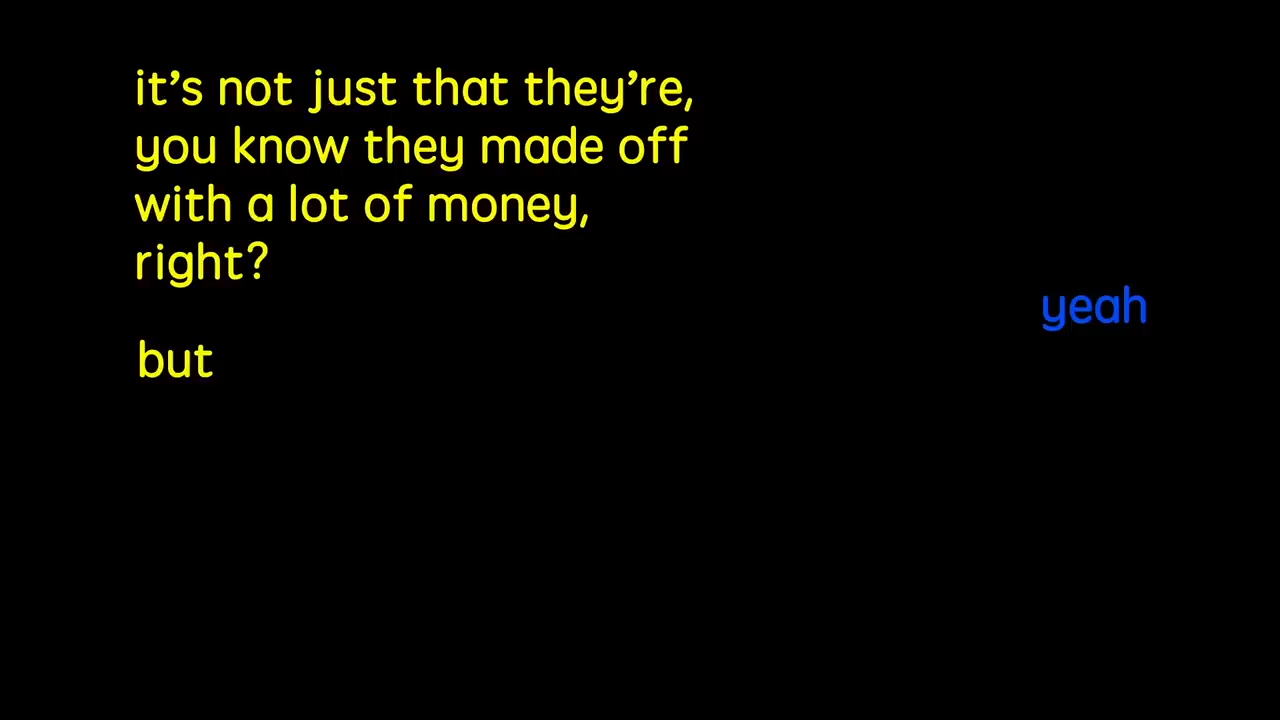 it’s not just that they’re,
you know they made off
with a lot of money,
right?
yeah
but